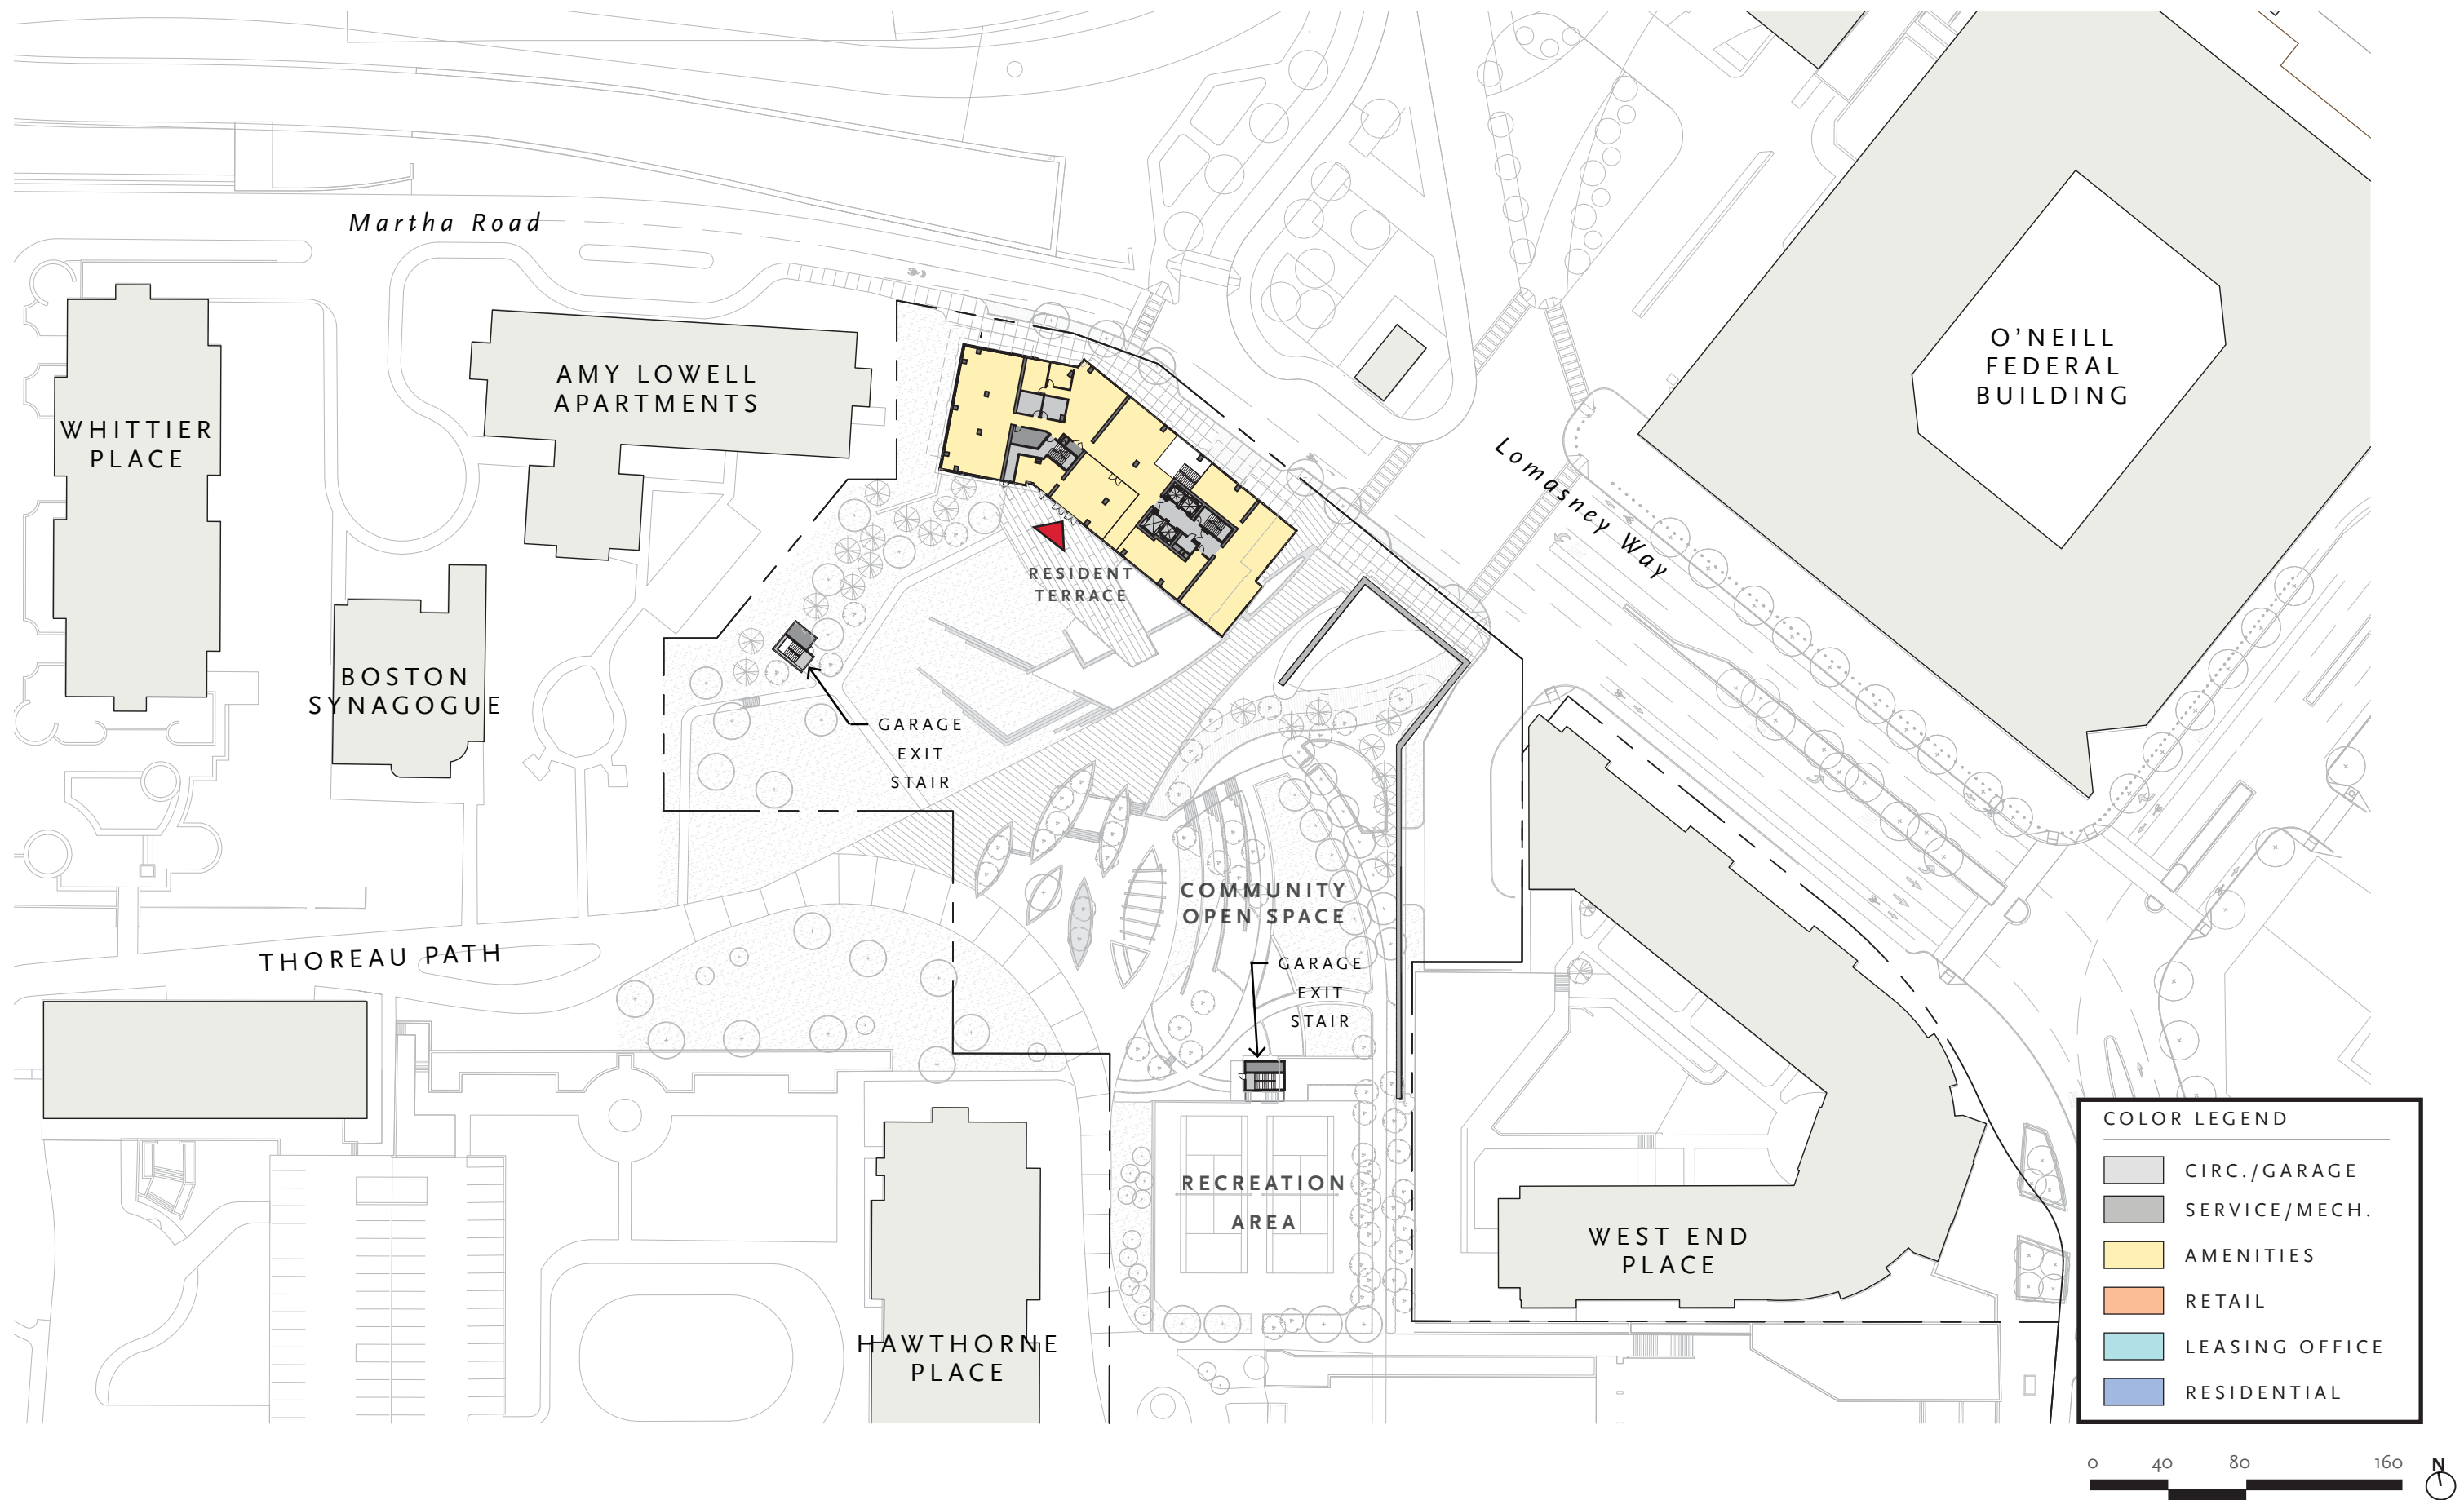 Martha Road
O'NEILL
FEDERAL
BUILDING
AMY LOWELL
APARTMENTS
WHITTIER
PLACE
Lomasney Way
RESIDENT
TERRACE
BOSTON
SYNAGOGUE
GARAGE
EXIT
STAIR
COMMUNITY
OPEN SPACE
THOREAU PATH
GARAGE
EXIT
STAIR
RECREATION
AREA
WEST END
PLACE
HAWTHORNE
PLACE
COLOR LEGEND
CIRC./GARAGE
SERVICE/MECH.
AMENITIES
RETAIL
LEASING OFFICE
RESIDENTIAL
0 40 80 160
N